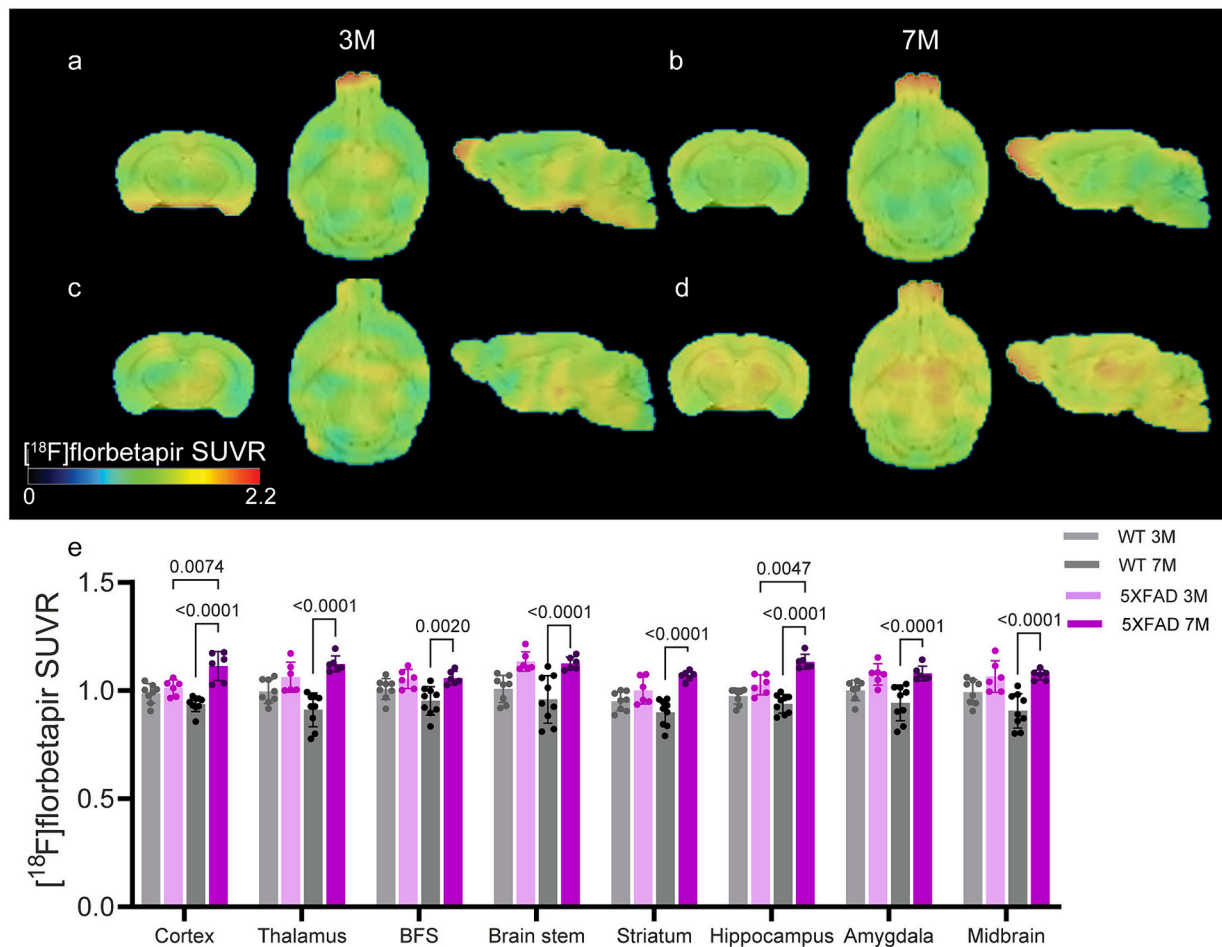 3M
7M
a
b
c
d
[¹⁸F]florbetapir SUVR
0
2.2
e
WT 3M
WT 7M
5XFAD 3M
5XFAD 7M
[¹⁸F]florbetapir SUVR
1.5
1.0
0.5
0.0
0.0074
<0.0001
<0.0001
0.0020
<0.0001
<0.0001
0.0047
<0.0001
<0.0001
<0.0001
Cortex
Thalamus
BFS
Brain stem
Striatum
Hippocampus
Amygdala
Midbrain